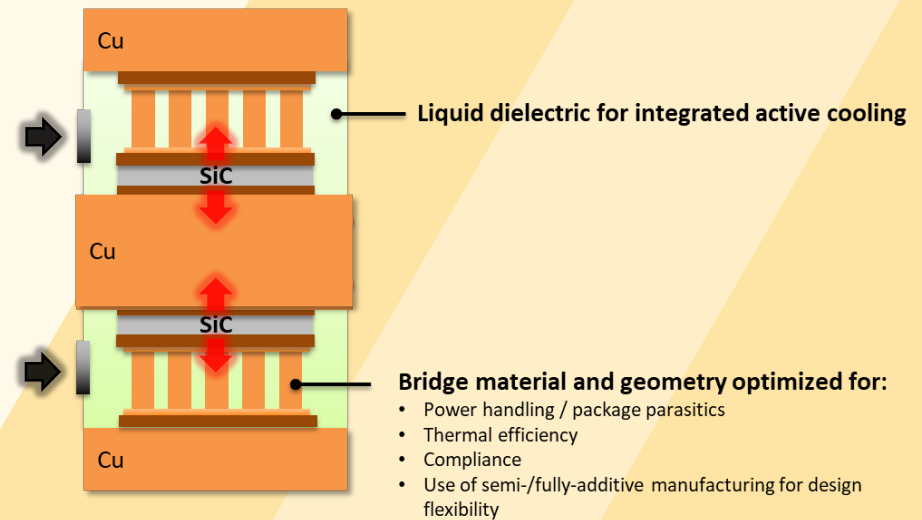 Cu
Liquid dielectric for integrated active cooling
SiC
Cu
SiC
Bridge material and geometry optimized for:
• Power handling / package parasitics
• Thermal efficiency
• Compliance
• Use of semi-/fully-additive manufacturing for design
flexibility
Cu